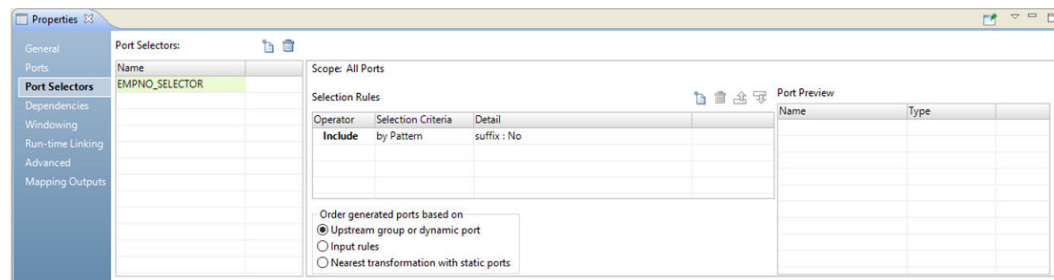 Properties
General
Ports
Port Selectors
Dependencies
Windowing
Run-time Linking
Advanced
Mapping Outputs
Port Selectors:
Name
EMPNO_SELECTOR
Scope: All Ports
Selection Rules
Operator Selection Criteria Detail
Include by Pattern suffix : No
Order generated ports based on
Upstream group or dynamic port
Input rules
Nearest transformation with static ports
Port Preview
Name Type